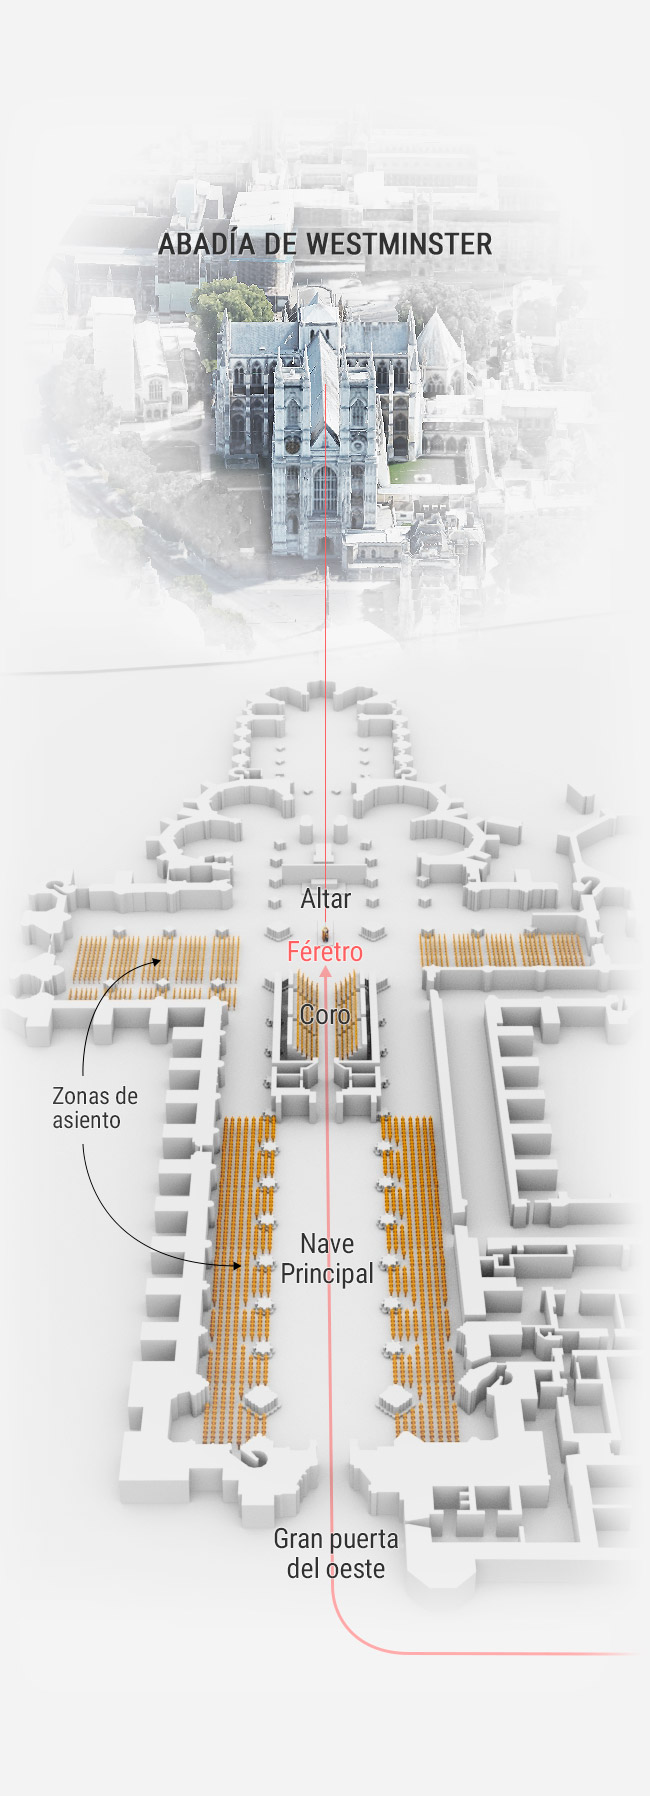 ABADÍA DE WESTMINSTER
Altar
Féretro
Coro
Zonas de
asiento
Nave
Principal
Gran puerta
del oeste